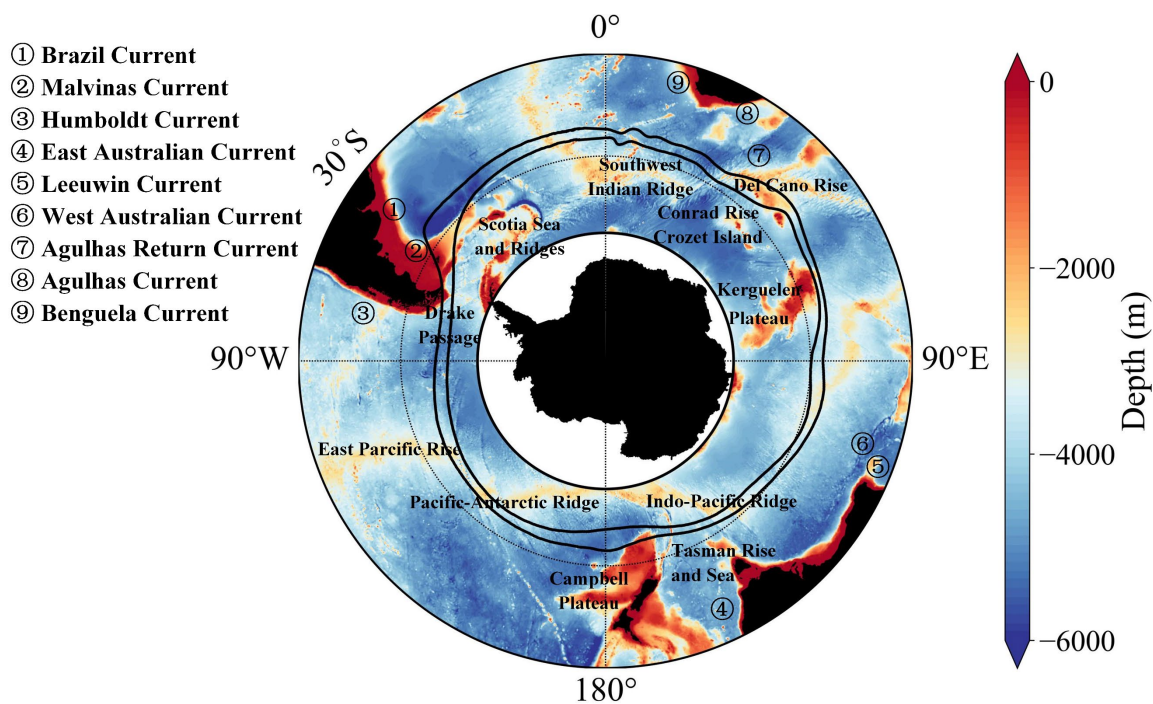 0°
① Brazil Current
② Malvinas Current
③ Humboldt Current
④ East Australian Current
⑤ Leeuwin Current
⑥ West Australian Current
⑦ Agulhas Return Current
⑧ Agulhas Current
⑨ Benguela Current
30°S
⑨
⑧
⑦
Southwest
Indian Ridge
Del Cano Rise
Conrad Rise
Crozet Island
①
②
Scotia Sea
and Ridges
Kerguelen
Plateau
③
Drake
Passage
90°W
90°E
⑥
⑤
East Parcific Rise
Pacific-Antarctic Ridge
Indo-Pacific Ridge
Tasman Rise
and Sea
Campbell
Plateau
④
180°
0
−2000
−4000
−6000
Depth (m)